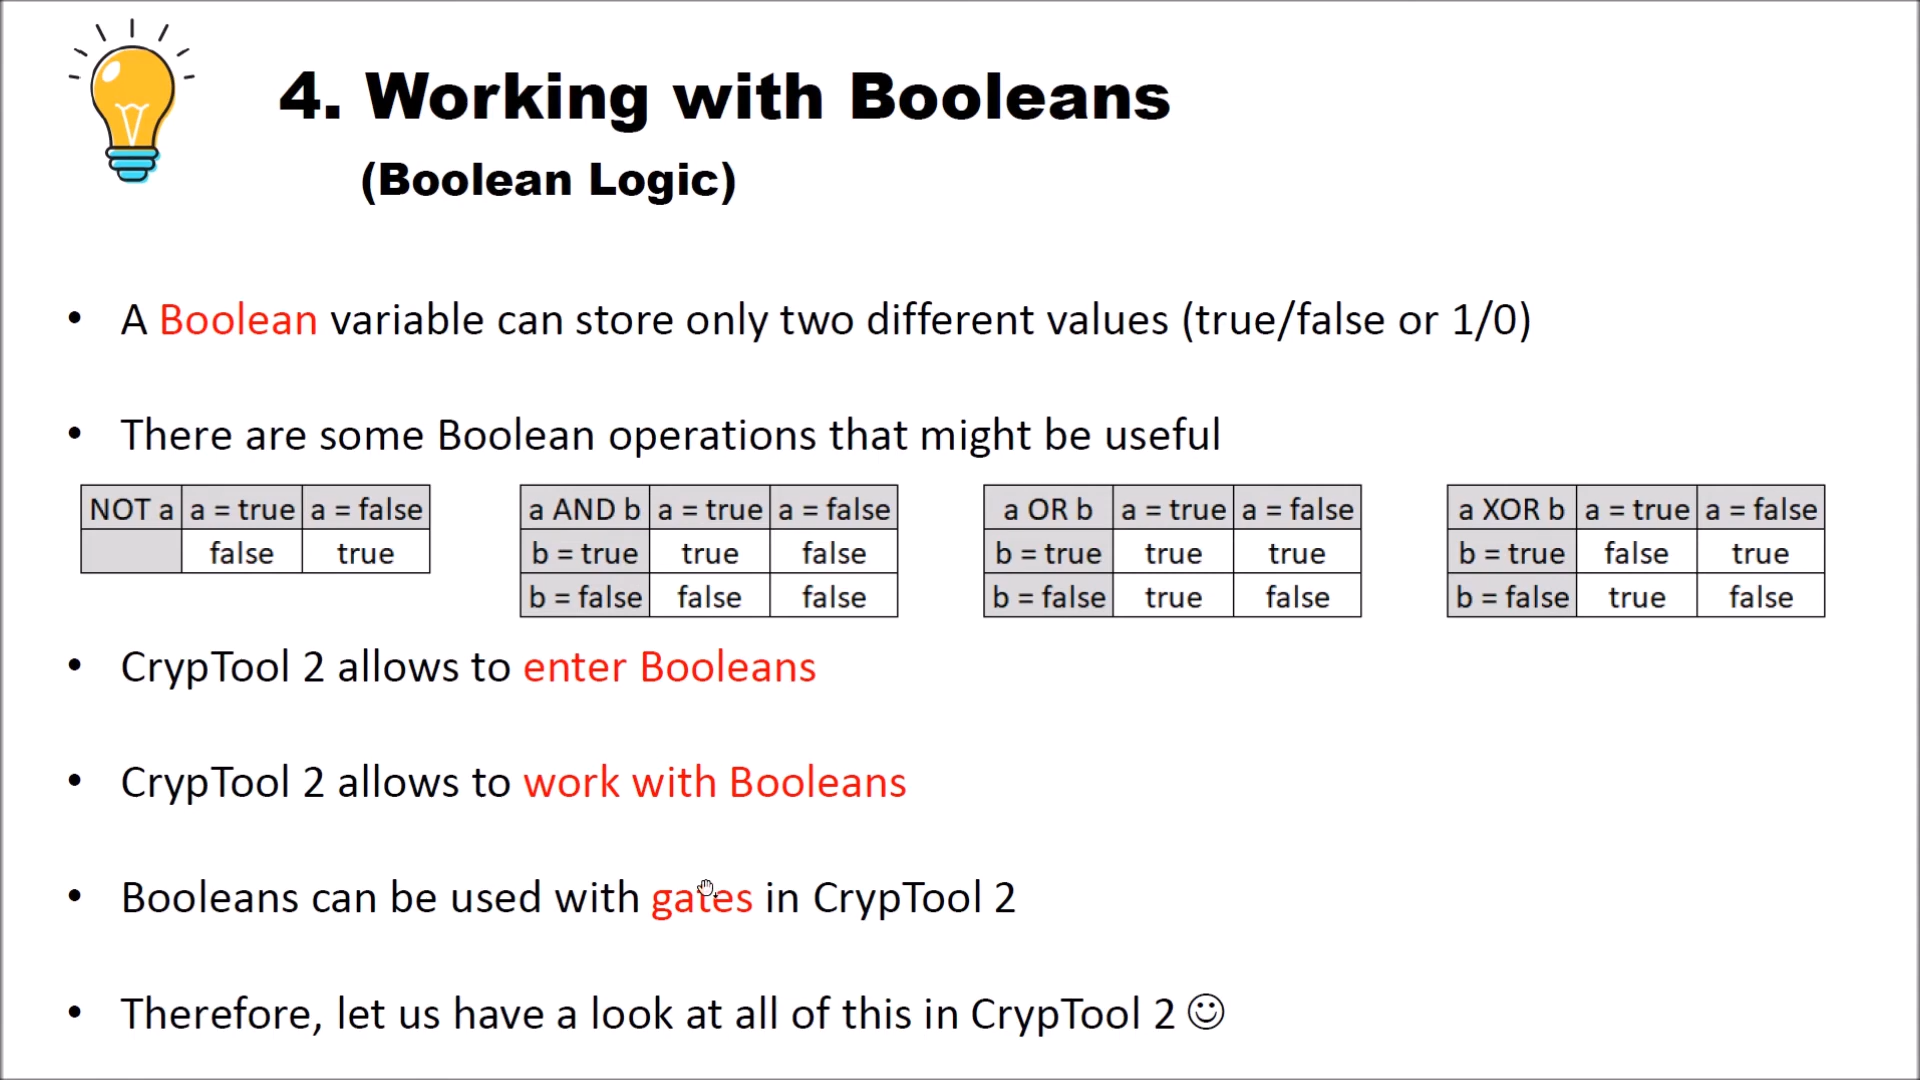 4. Working with Booleans
(Boolean Logic)
• A Boolean variable can store only two different values (true/false or 1/0)
• There are some Boolean operations that might be useful
NOT a a = true a = false
false true
a AND b a = true a = false
b = true true false
b = false false false
a OR b a = true a = false
b = true true true
b = false true false
a XOR b a = true a = false
b = true false true
b = false true false
• CrypTool 2 allows to enter Booleans
• CrypTool 2 allows to work with Booleans
• Booleans can be used with gates in CrypTool 2
• Therefore, let us have a look at all of this in CrypTool 2 ☺